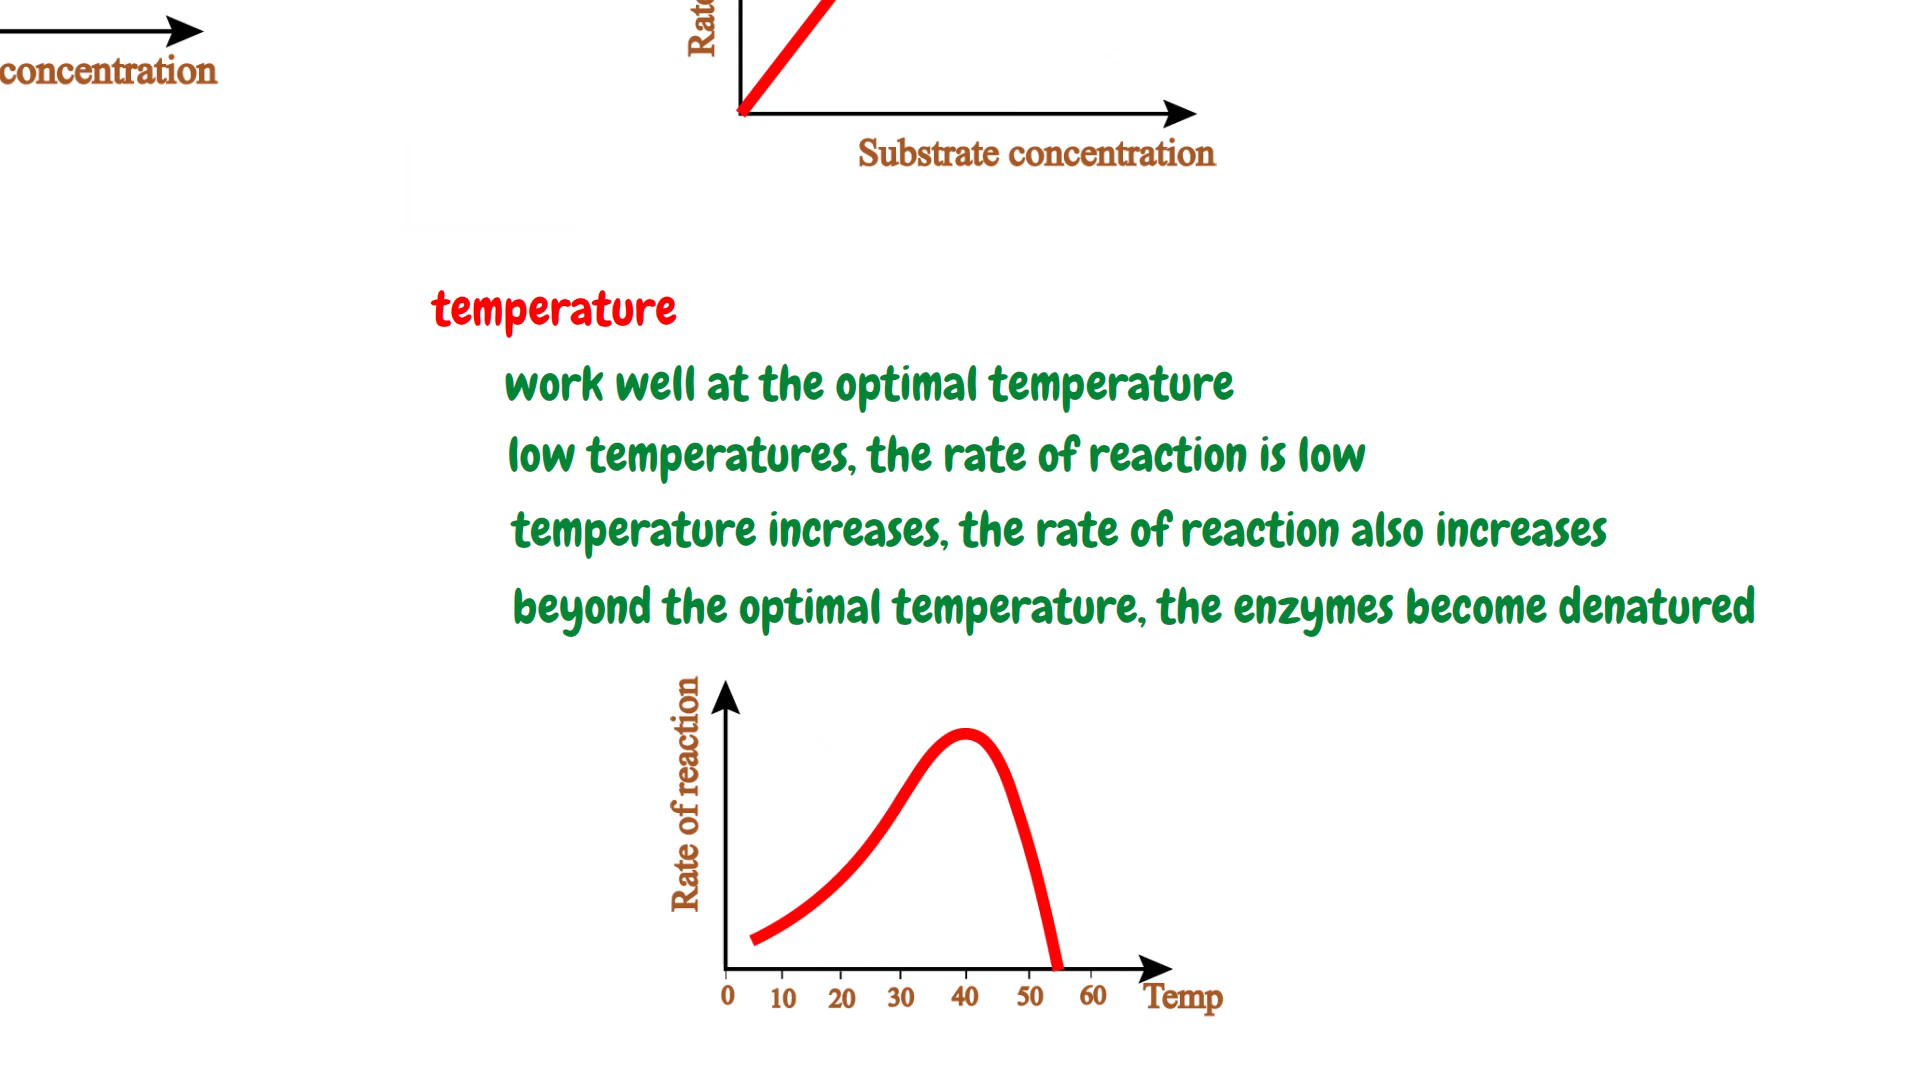 concentration
Rate
Substrate concentration
temperature
work well at the optimal temperature
low temperatures, the rate of reaction is low
temperature increases, the rate of reaction also increases
beyond the optimal temperature, the enzymes become denatured
Rate of reaction
0 10 20 30 40 50 60 Temp